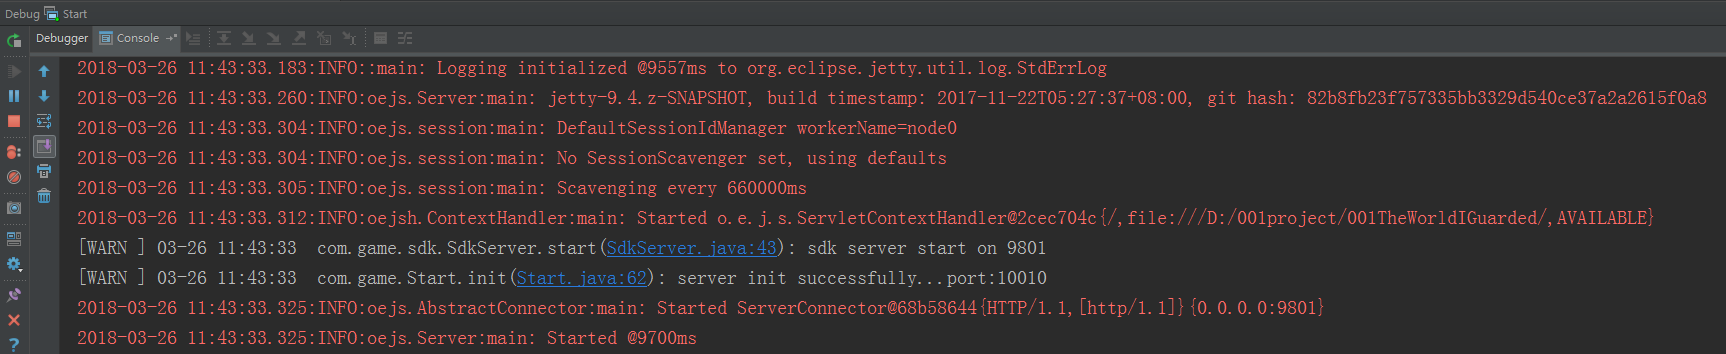 Debug Start
Debugger Console
2018-03-26 11:43:33.183:INFO::main: Logging initialized @9557ms to org.eclipse.jetty.util.log.StdErrLog
2018-03-26 11:43:33.260:INFO:oejs.Server:main: jetty-9.4.z-SNAPSHOT, build timestamp: 2017-11-22T05:27:37+08:00, git hash: 82b8fb23f757335bb3329d540ce37a2a2615f0a8
2018-03-26 11:43:33.304:INFO:oejs.session:main: DefaultSessionIdManager workerName=node0
2018-03-26 11:43:33.304:INFO:oejs.session:main: No SessionScavenger set, using defaults
2018-03-26 11:43:33.305:INFO:oejs.session:main: Scavenging every 660000ms
2018-03-26 11:43:33.312:INFO:oejsh.ContextHandler:main: Started o.e.j.s.ServletContextHandler@2cec704c{/,file:///D:/001project/001TheWorldIGuarded/,AVAILABLE}
[WARN ] 03-26 11:43:33  com.game.sdk.SdkServer.start(SdkServer.java:43): sdk server start on 9801
[WARN ] 03-26 11:43:33  com.game.Start.init(Start.java:62): server init successfully...port:10010
2018-03-26 11:43:33.325:INFO:oejs.AbstractConnector:main: Started ServerConnector@68b58644{HTTP/1.1,[http/1.1]}{0.0.0.0:9801}
2018-03-26 11:43:33.325:INFO:oejs.Server:main: Started @9700ms